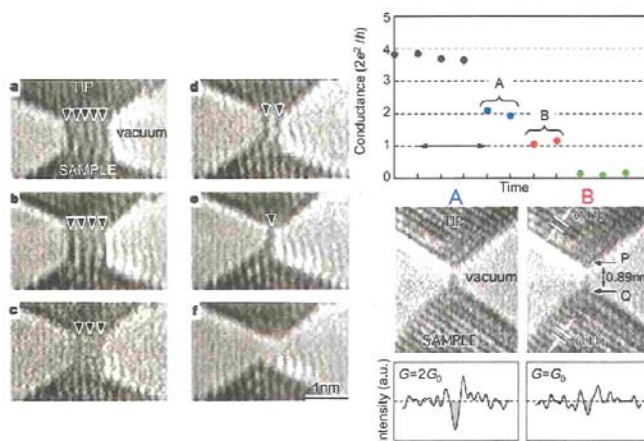 a
TIP
vacuum
SAMPLE
b
c
d
e
f
1nm
Conductance (2e²/h)
5
4
3
2
1
0
A
B
Time
A
B
TIP
vacuum
SAMPLE
P
0.89nm
Q
Intensity (a.u.)
G=2G₀
G=G₀